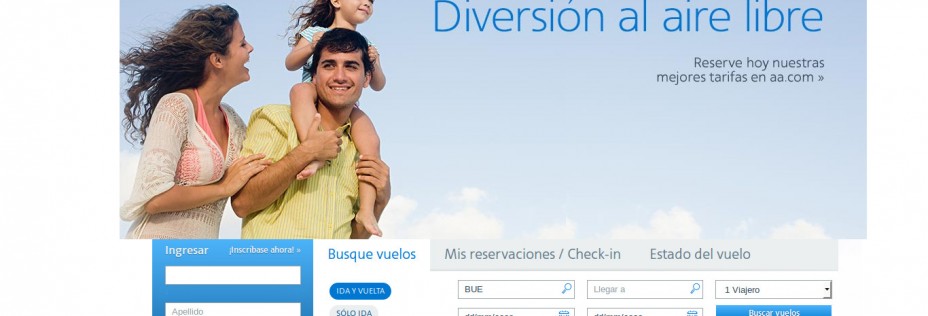 Diversión al aire libre
Reserve hoy nuestras
mejores tarifas en aa.com »
Ingresar
¡Inscríbase ahora! »
Busque vuelos
Mis reservaciones / Check-in
Estado del vuelo
IDA Y VUELTA
BUE
Llegar a
1 Viajero
Apellido
SÓLO IDA
Buscar vuelos